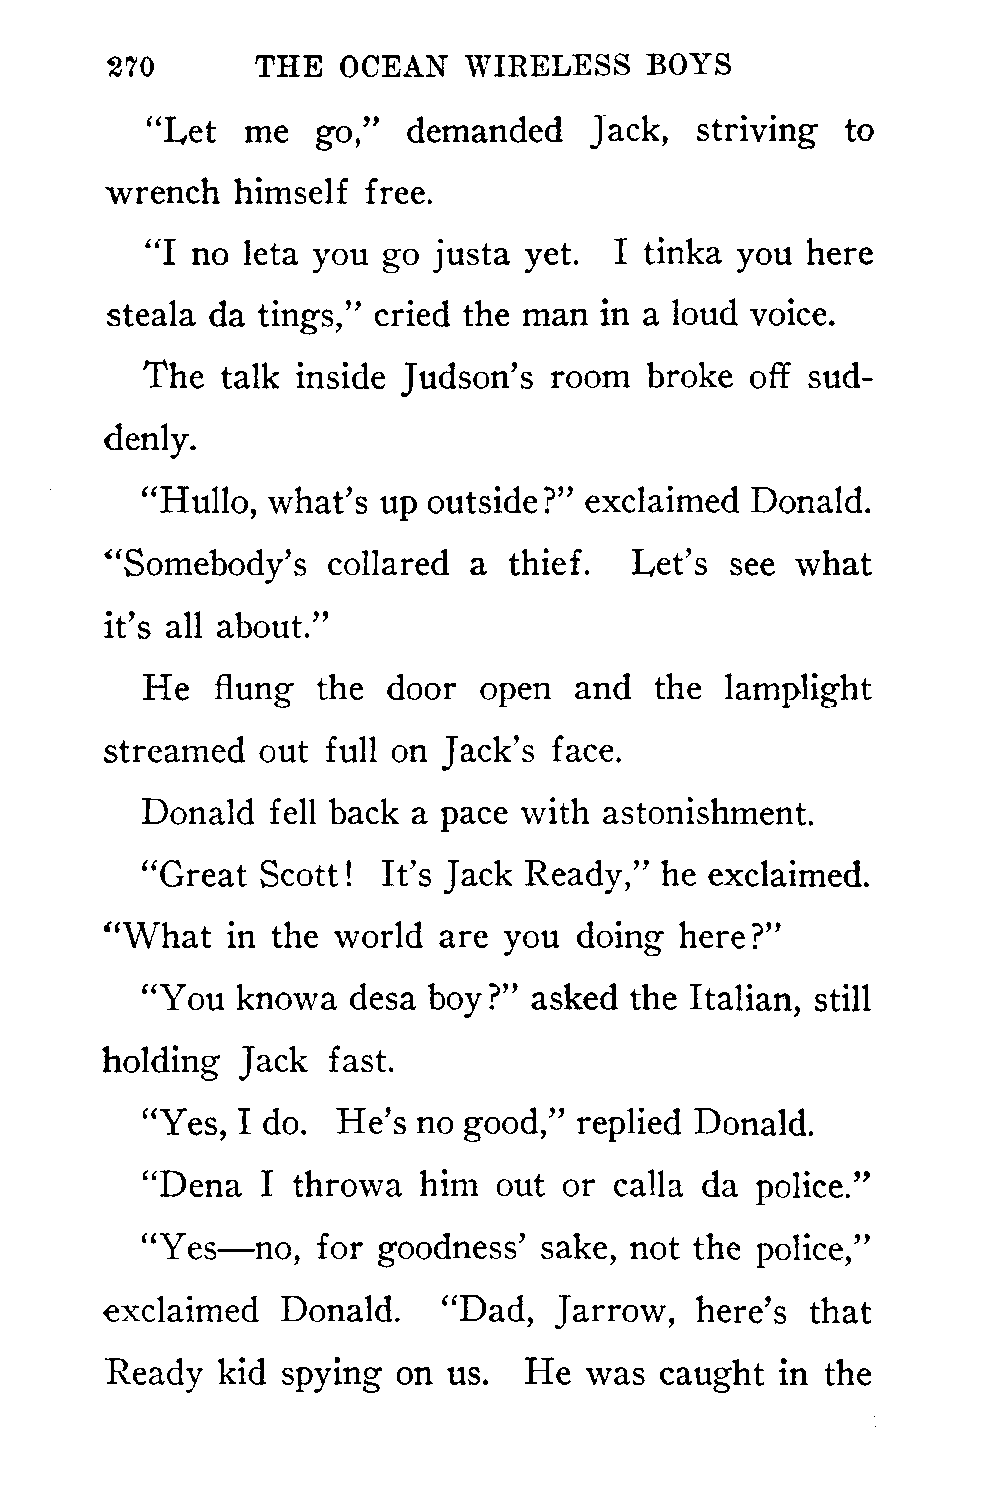 270 THE OCEAN WIRELESS BOYS
“Let me go,” demanded Jack, striving to
wrench himself free.
“I no leta you go justa yet. I tinka you here
steala da tings,” cried the man in a loud voice.
The talk inside Judson’s room broke off sud-
denly.
“Hullo, what’s up outside?” exclaimed Donald.
“Somebody’s collared a thief. Let’s see what
it’s all about.”
He flung the door open and the lamplight
streamed out full on Jack’s face.
Donald fell back a pace with astonishment.
“Great Scott! It’s Jack Ready,” he exclaimed.
“What in the world are you doing here?”
“You knowa desa boy?” asked the Italian, still
holding Jack fast.
“Yes, I do. He’s no good,” replied Donald.
“Dena I throwa him out or calla da police.”
“Yes—no, for goodness’ sake, not the police,”
exclaimed Donald. “Dad, Jarrow, here’s that
Ready kid spying on us. He was caught in the